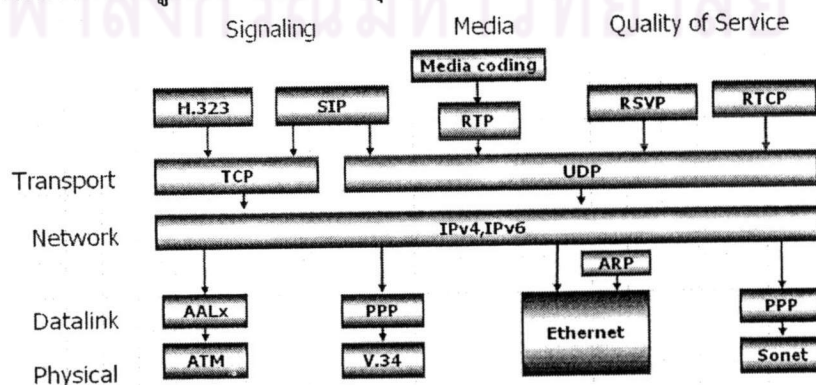 Signaling
Media
Quality of Service
Media coding
H.323
SIP
RTP
RSVP
RTCP
Transport
TCP
UDP
Network
IPv4,IPv6
ARP
Datalink
AALx
PPP
Ethernet
PPP
Physical
ATM
V.34
Sonet